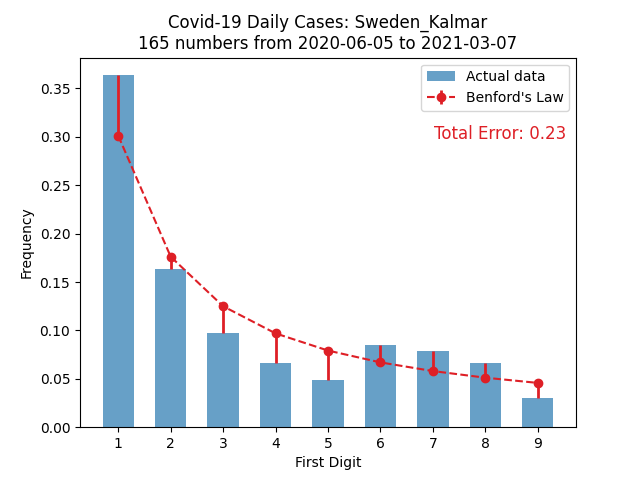 Covid-19 Daily Cases: Sweden_Kalmar
165 numbers from 2020-06-05 to 2021-03-07
Actual data
Benford's Law
Total Error: 0.23
Frequency
0.35
0.30
0.25
0.20
0.15
0.10
0.05
0.00
1 2 3 4 5 6 7 8 9
First Digit